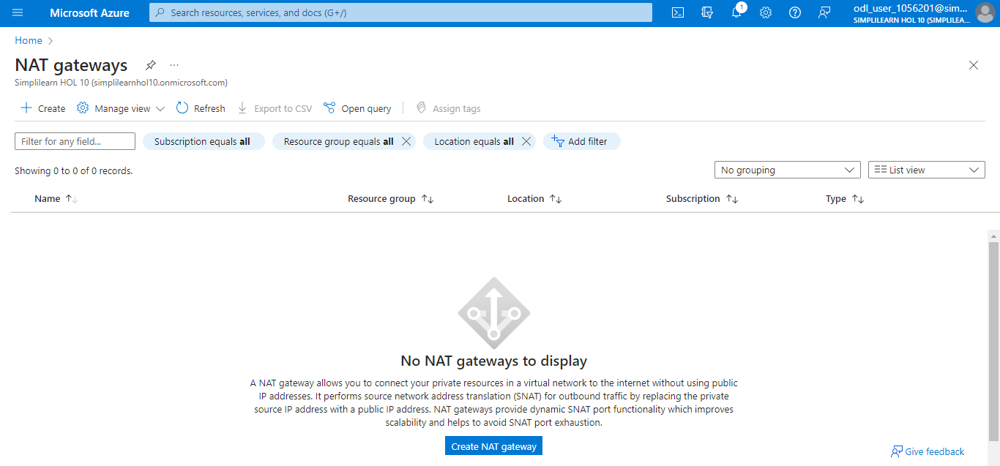 Microsoft Azure
Search resources, services, and docs (G+/)
1
odl_user_1056201@sim...
SIMPLILEARN HOL 10 (SIMPLILEA...
Home
NAT gateways
Simplilearn HOL 10 (simplilearnhol10.onmicrosoft.com)
Create Manage view Refresh Export to CSV Open query Assign tags
Filter for any field... Subscription equals all Resource group equals all Location equals all Add filter
Showing 0 to 0 of 0 records. No grouping List view
Name Resource group Location Subscription Type
No NAT gateways to display
A NAT gateway allows you to connect your private resources in a virtual network to the internet without using public
IP addresses. It performs source network address translation (SNAT) for outbound traffic by replacing the private
source IP address with a public IP address. NAT gateways provide dynamic SNAT port functionality which improves
scalability and helps to avoid SNAT port exhaustion.
Create NAT gateway
Give feedback